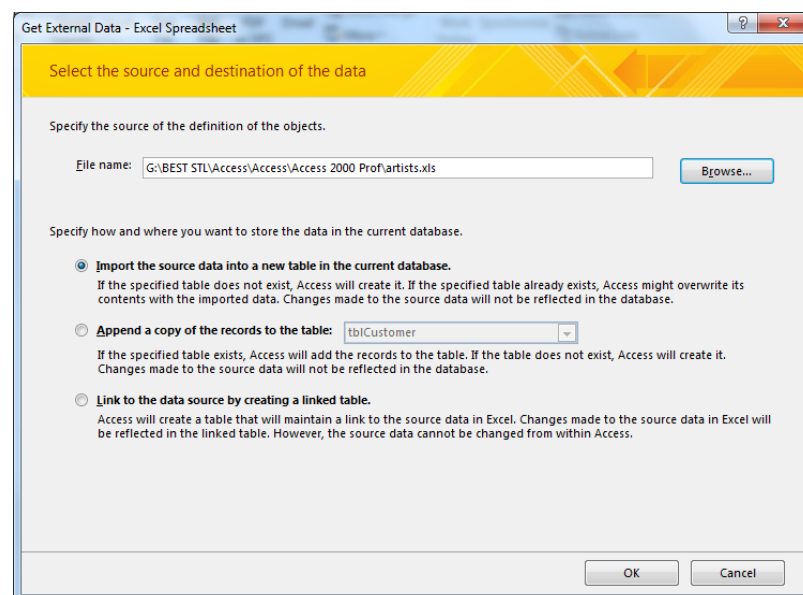 Get External Data - Excel Spreadsheet
Select the source and destination of the data
Specify the source of the definition of the objects.
File name: G:\BEST STL\Access\Access\Access 2000 Prof\artists.xls Browse...
Specify how and where you want to store the data in the current database.
Import the source data into a new table in the current database.
If the specified table does not exist, Access will create it. If the specified table already exists, Access might overwrite its
contents with the imported data. Changes made to the source data will not be reflected in the database.
Append a copy of the records to the table: tblCustomer
If the specified table exists, Access will add the records to the table. If the table does not exist, Access will create it.
Changes made to the source data will not be reflected in the database.
Link to the data source by creating a linked table.
Access will create a table that will maintain a link to the source data in Excel. Changes made to the source data in Excel will
be reflected in the linked table. However, the source data cannot be changed from within Access.
OK Cancel